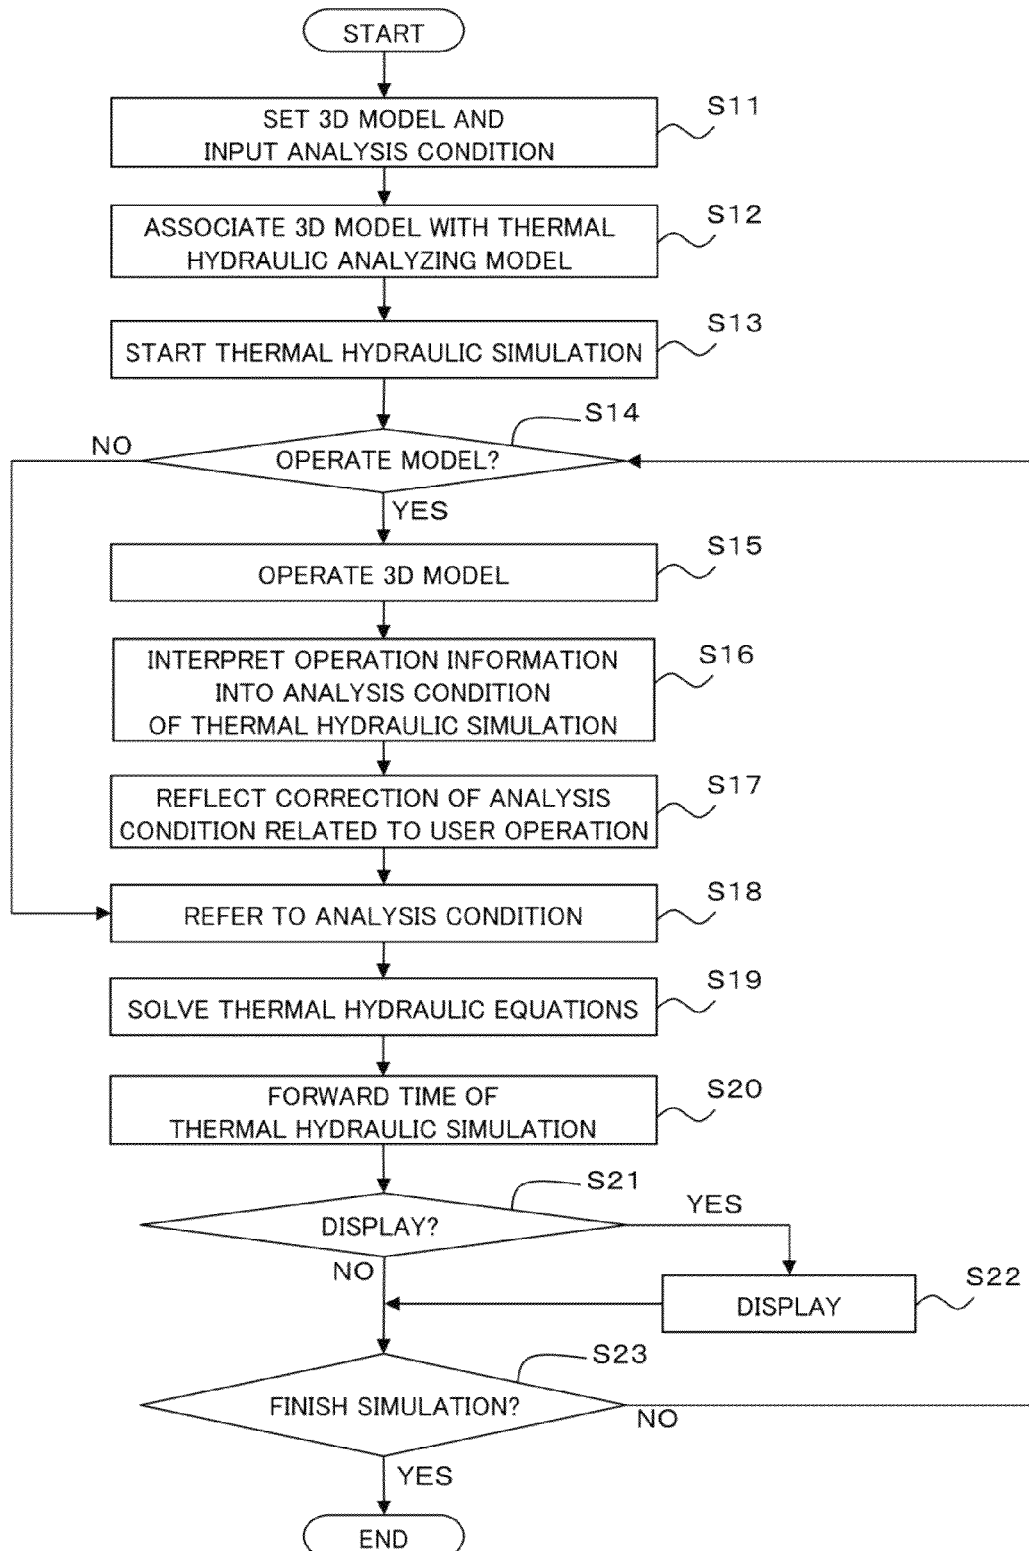 START
SET 3D MODEL AND
INPUT ANALYSIS CONDITION
S11
ASSOCIATE 3D MODEL WITH THERMAL
HYDRAULIC ANALYZING MODEL
S12
START THERMAL HYDRAULIC SIMULATION
S13
S14
NO
OPERATE MODEL?
YES
OPERATE 3D MODEL
S15
INTERPRET OPERATION INFORMATION
INTO ANALYSIS CONDITION
OF THERMAL HYDRAULIC SIMULATION
S16
REFLECT CORRECTION OF ANALYSIS
CONDITION RELATED TO USER OPERATION
S17
REFER TO ANALYSIS CONDITION
S18
SOLVE THERMAL HYDRAULIC EQUATIONS
S19
FORWARD TIME OF
THERMAL HYDRAULIC SIMULATION
S20
S21
DISPLAY?
YES
NO
DISPLAY
S22
S23
FINISH SIMULATION?
NO
YES
END